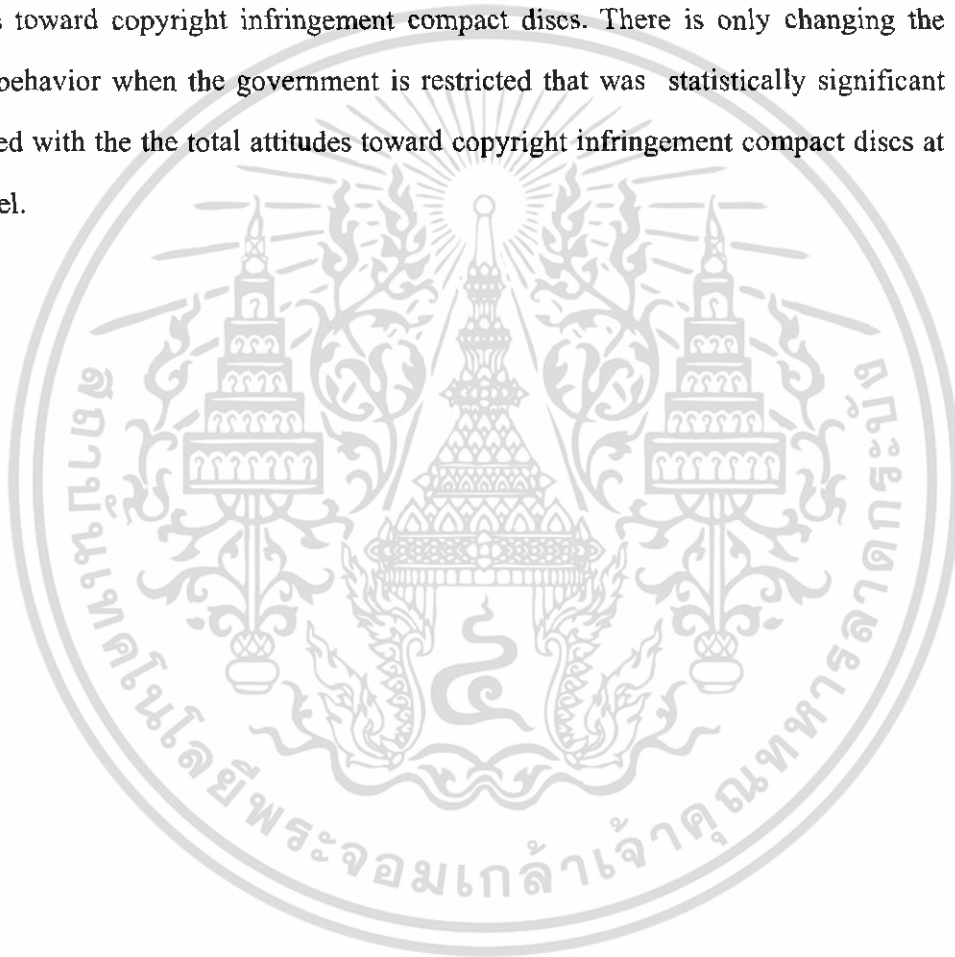 s toward copyright infringement compact discs. There is only changing the
behavior when the government is restricted that was statistically significant
ed with the the total attitudes toward copyright infringement compact discs at
el.
สถาบันเทคโนโลยีพระจอมเกล้าเจ้าคุณทหารลาดกระบัง